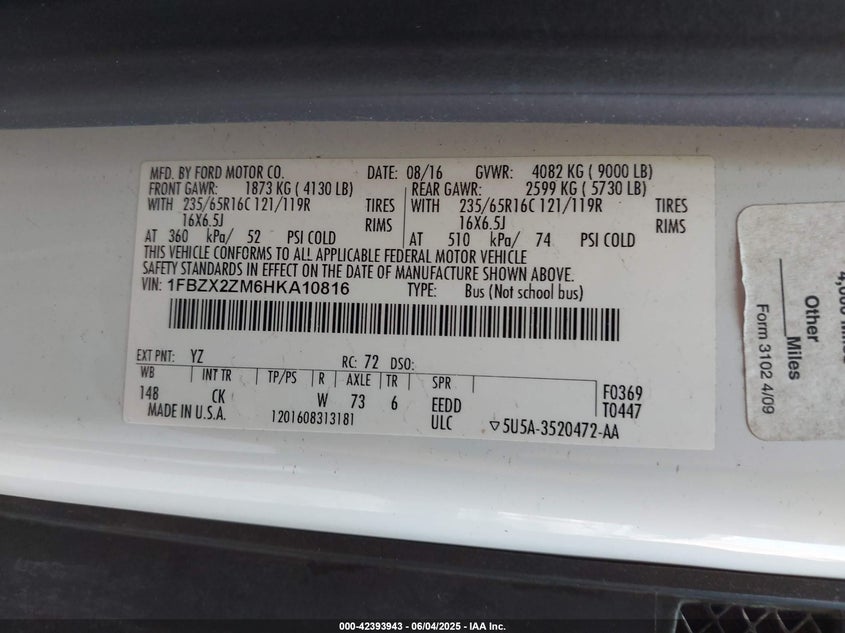 MFD. BY FORD MOTOR CO. DATE: 08/16 GVWR: 4082 KG ( 9000 LB)
FRONT GAWR: 1873 KG ( 4130 LB) REAR GAWR: 2599 KG ( 5730 LB)
WITH 235/65R16C 121/119R TIRES WITH 235/65R16C 121/119R TIRES
16X6.5J RIMS 16X6.5J RIMS
AT 360 kPa/ 52 PSI COLD AT 510 kPa/ 74 PSI COLD
THIS VEHICLE CONFORMS TO ALL APPLICABLE FEDERAL MOTOR VEHICLE
SAFETY STANDARDS IN EFFECT ON THE DATE OF MANUFACTURE SHOWN ABOVE.
VIN: 1FBZX2ZM6HKA10816 TYPE: Bus (Not school bus)
EXT PNT: YZ RC: 72 DSO:
WB INT TR TP/PS R AXLE TR SPR F0369
148 CK W 73 6 EEDD T0447
MADE IN U.S.A. 1201608313181 ULC ▽5U5A-3520472-AA
Other
Miles
Form 3102 4/09
000-42393943 - 06/04/2025 - IAA Inc.